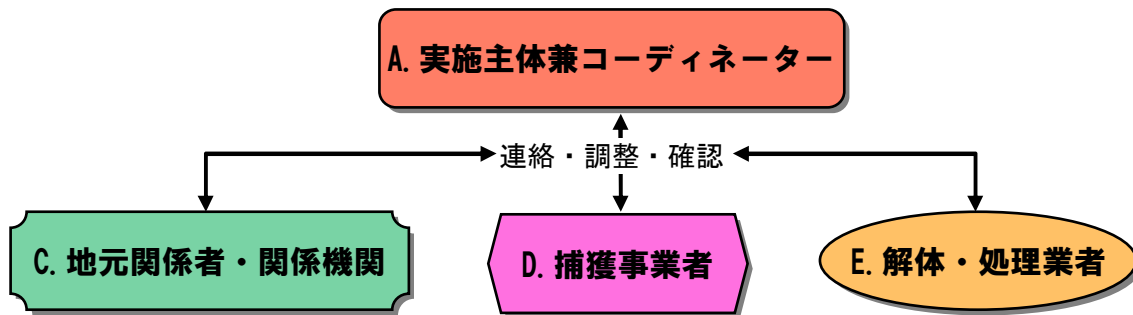 A. 実施主体兼コーディネーター
連絡・調整・確認
C. 地元関係者・関係機関
D. 捕獲事業者
E. 解体・処理業者